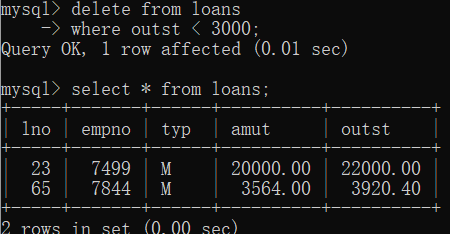 mysql> delete from loans
    -> where outst < 3000;
Query OK, 1 row affected (0.01 sec)

mysql> select * from loans;
+-----+-------+------+----------+----------+
| lno | empno | typ  | amut     | outst    |
+-----+-------+------+----------+----------+
|  23 |  7499 | M    | 20000.00 | 22000.00 |
|  65 |  7844 | M    |  3564.00 |  3920.40 |
+-----+-------+------+----------+----------+
2 rows in set (0.00 sec)